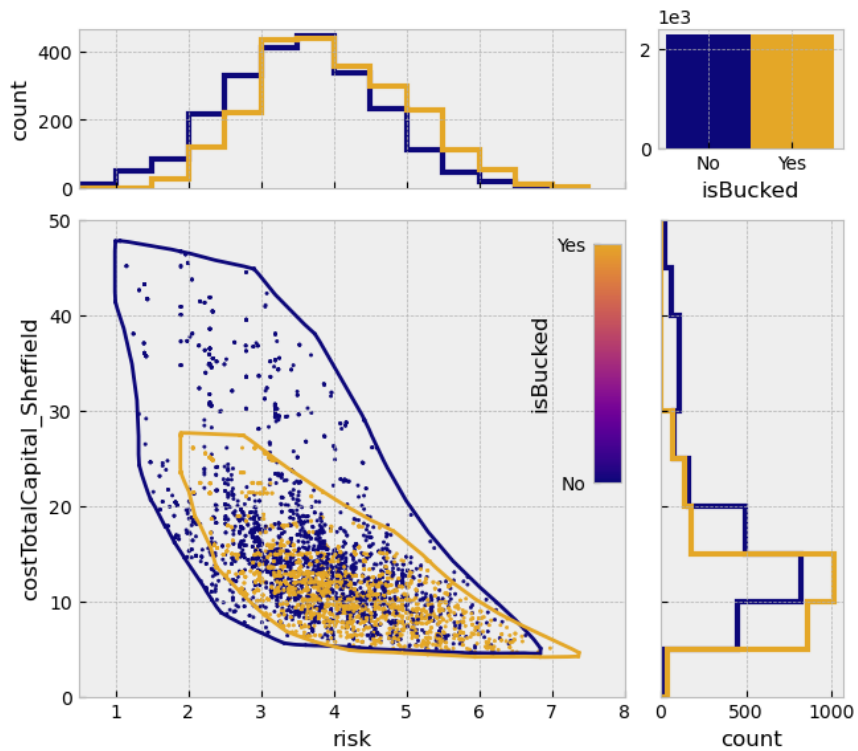 1e3
400
200
0
count
2
0
No
Yes
isBucked
50
40
30
20
10
0
costTotalCapital_Sheffield
Yes
No
isBucked
1
2
3
4
5
6
7
8
risk
0
500
1000
count